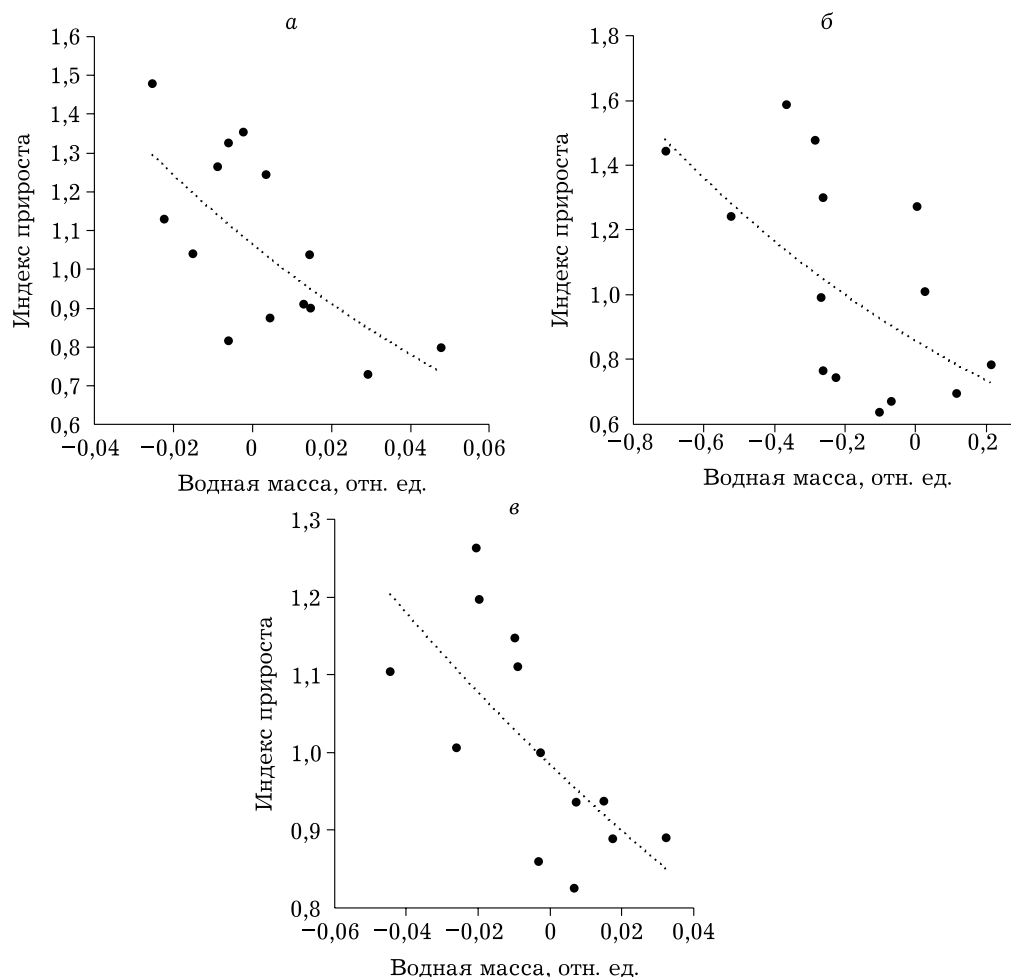 а
1,6
1,5
1,4
1,3
1,2
1,1
1,0
0,9
0,8
0,7
0,6
−0,04 −0,02 0 0,02 0,04 0,06
Индекс прироста
Водная масса, отн. ед.
б
1,8
1,6
1,4
1,2
1,0
0,8
0,6
−0,8 −0,6 −0,4 −0,2 0 0,2
Индекс прироста
Водная масса, отн. ед.
в
1,3
1,2
1,1
1,0
0,9
0,8
−0,06 −0,04 −0,02 0 0,02 0,04
Индекс прироста
Водная масса, отн. ед.